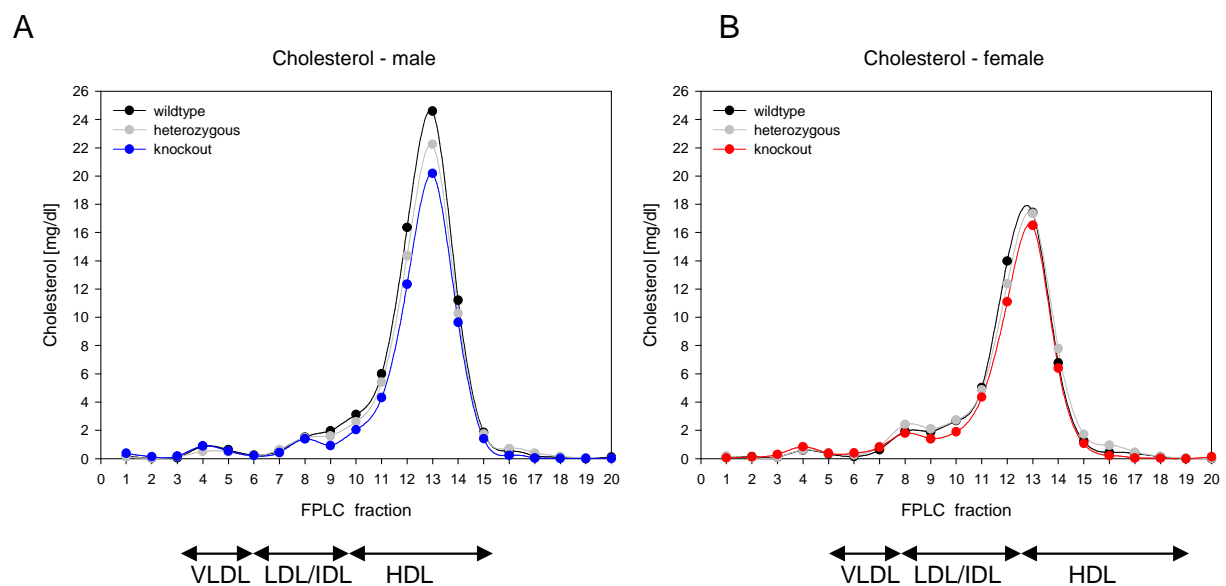 A
Cholesterol - male
26
24
22
20
18
16
14
12
10
8
6
4
2
0
Cholesterol [mg/dl]
wildtype
heterozygous
knockout
0 1 2 3 4 5 6 7 8 9 10 11 12 13 14 15 16 17 18 19 20
FPLC fraction
VLDL LDL/IDL HDL
B
Cholesterol - female
26
24
22
20
18
16
14
12
10
8
6
4
2
0
Cholesterol [mg/dl]
wildtype
heterozygous
knockout
0 1 2 3 4 5 6 7 8 9 10 11 12 13 14 15 16 17 18 19 20
FPLC fraction
VLDL LDL/IDL HDL